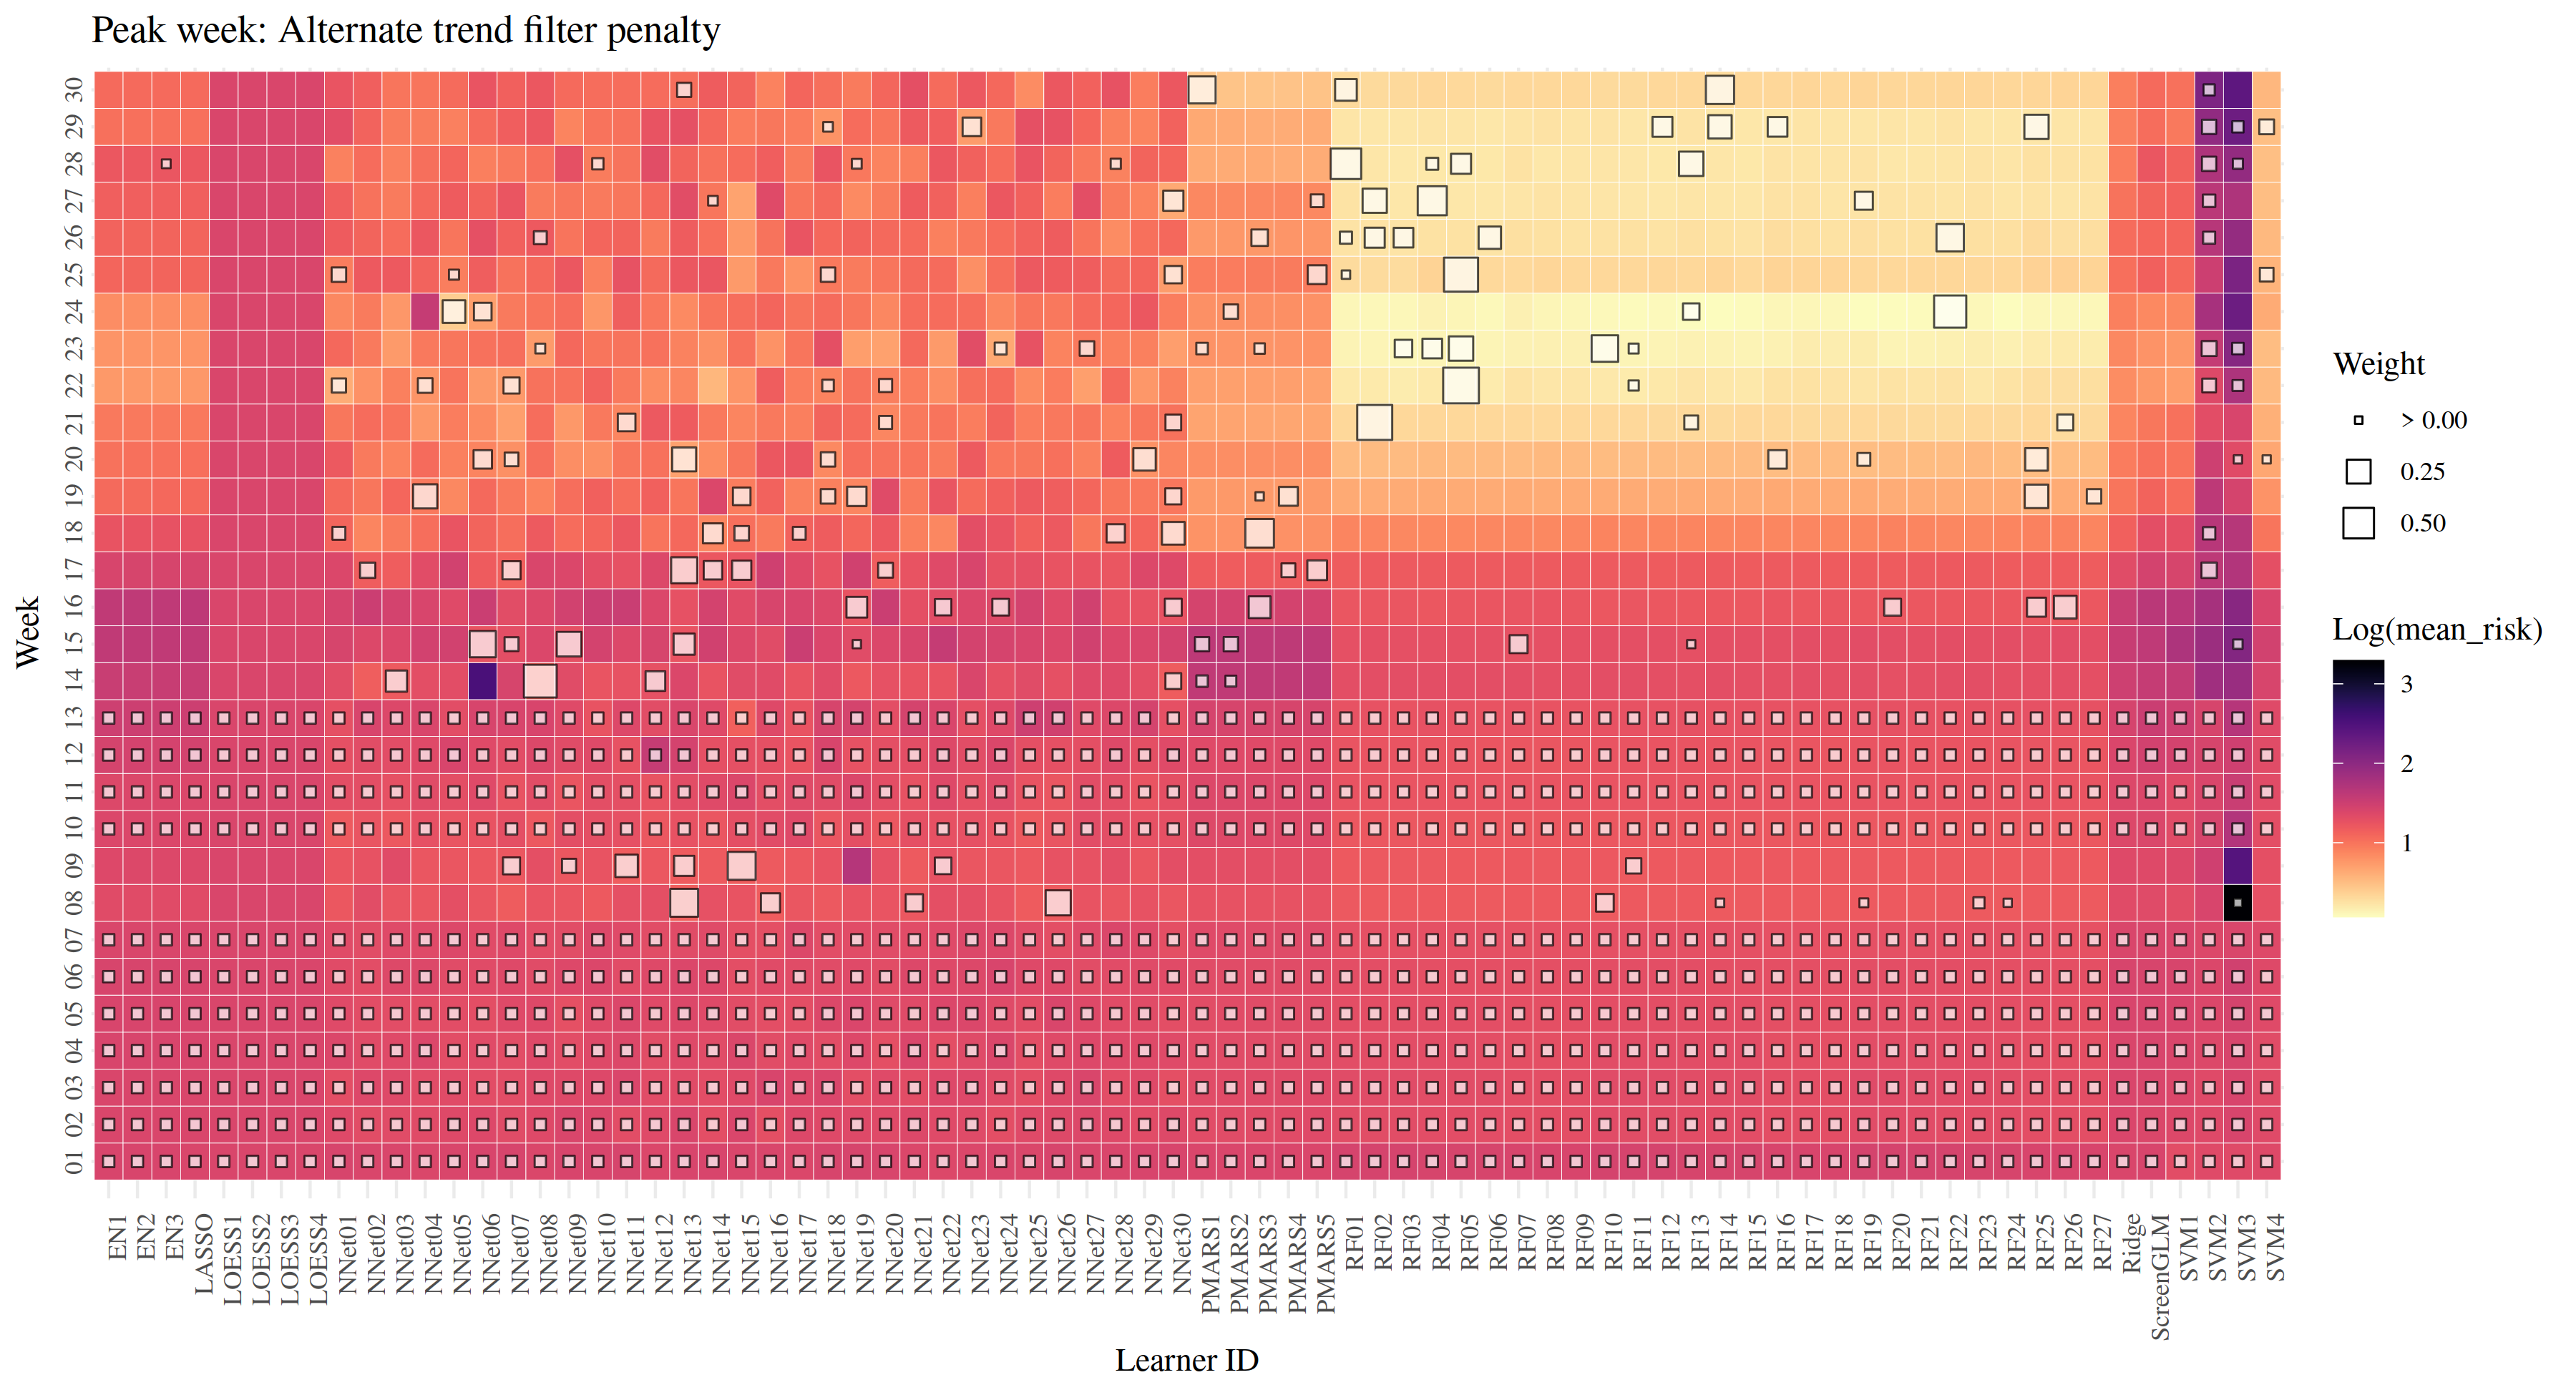 Peak week: Alternate trend filter penalty
Week
30
29
28
27
26
25
24
23
22
21
20
19
18
17
16
15
14
13
12
11
10
09
08
07
06
05
04
03
02
01
EN1
EN2
EN3
LASSO
LOESS1
LOESS2
LOESS3
LOESS4
NNet01
NNet02
NNet03
NNet04
NNet05
NNet06
NNet07
NNet08
NNet09
NNet10
NNet11
NNet12
NNet13
NNet14
NNet15
NNet16
NNet17
NNet18
NNet19
NNet20
NNet21
NNet22
NNet23
NNet24
NNet25
NNet26
NNet27
NNet28
NNet29
NNet30
PMARS1
PMARS2
PMARS3
PMARS4
PMARS5
RF01
RF02
RF03
RF04
RF05
RF06
RF07
RF08
RF09
RF10
RF11
RF12
RF13
RF14
RF15
RF16
RF17
RF18
RF19
RF20
RF21
RF22
RF23
RF24
RF25
RF26
RF27
Ridge
ScreenGLM
SVM1
SVM2
SVM3
SVM4
Learner ID
Weight
> 0.00
0.25
0.50
Log(mean_risk)
3
2
1